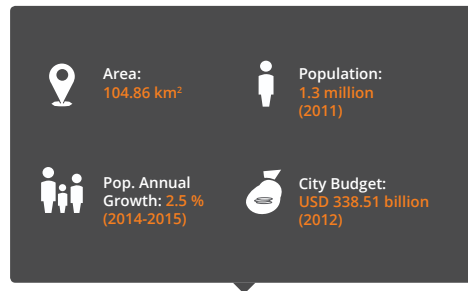 Area:
104.86 km²
Population:
1.3 million
(2011)
Pop. Annual
Growth: 2.5 %
(2014-2015)
City Budget:
USD 338.51 billion
(2012)